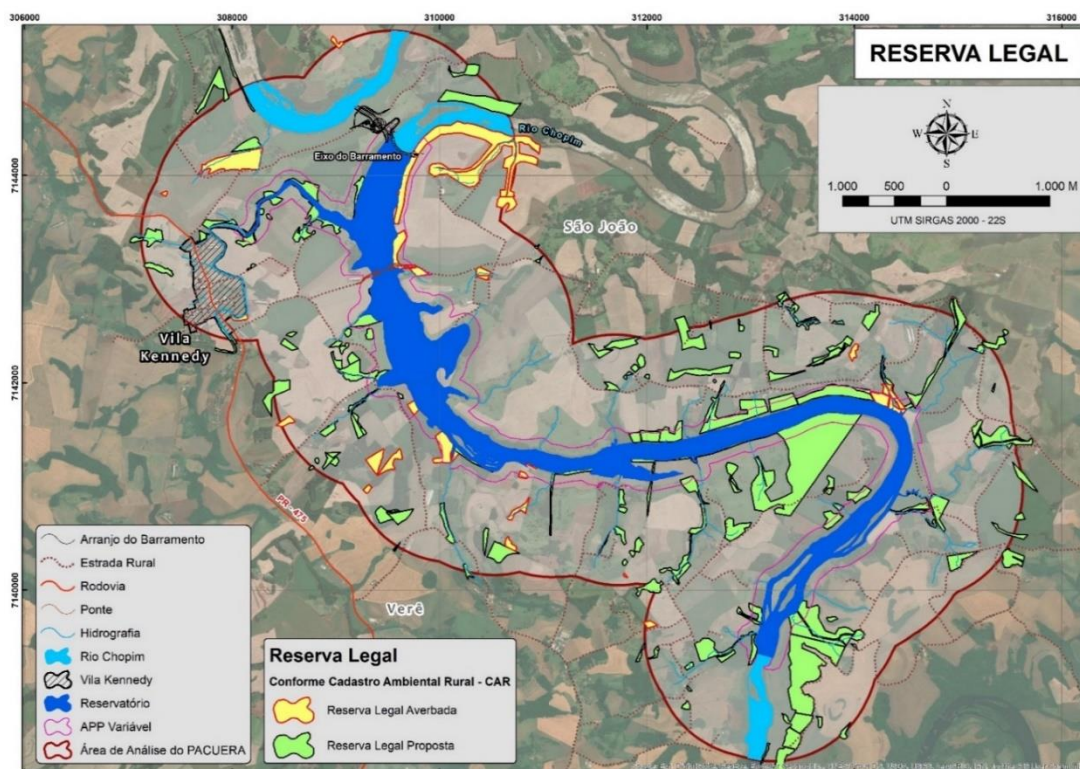 306000
308000
310000
312000
314000
316000
RESERVA LEGAL
N
W E
S
1.000 500 0 1.000 M
UTM SIRGAS 2000 - 22S
7144000
7142000
7140000
Rio Chopim
Eixo do Barramento
São João
Vila
Kennedy
PR - 475
Verê
Arranjo do Barramento
Estrada Rural
Rodovia
Ponte
Hidrografia
Rio Chopim
Vila Kennedy
Reservatório
APP Variável
Área de Análise do PACUERA
Reserva Legal
Conforme Cadastro Ambiental Rural - CAR
Reserva Legal Averbada
Reserva Legal Proposta